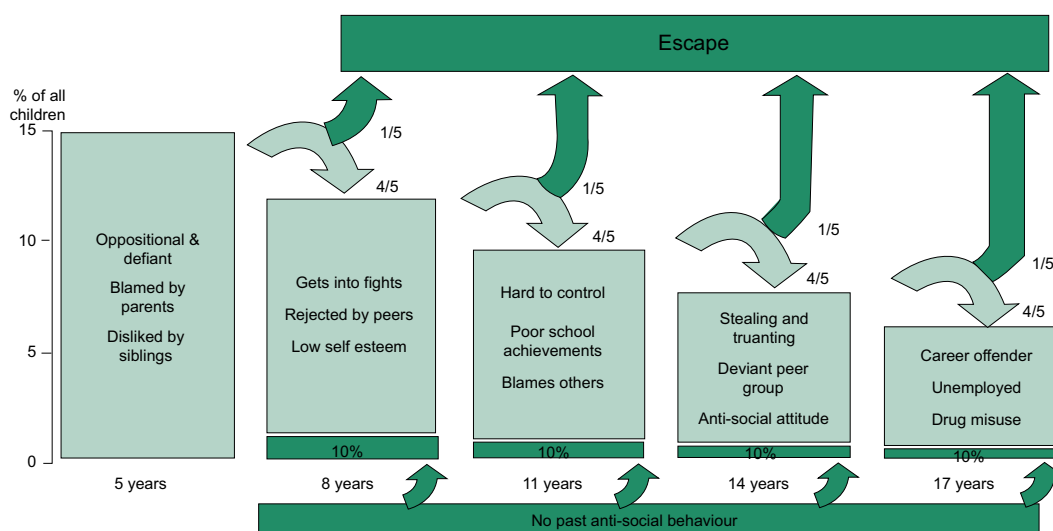 Escape
% of all
children
15
10
5
0
1/5
4/5
1/5
4/5
1/5
4/5
1/5
4/5
Oppositional &
defiant
Blamed by
parents
Disliked by
siblings
Gets into fights
Rejected by peers
Low self esteem
Hard to control
Poor school
achievements
Blames others
Stealing and
truanting
Deviant peer
group
Anti-social attitude
Career offender
Unemployed
Drug misuse
10%
10%
10%
10%
5 years
8 years
11 years
14 years
17 years
No past anti-social behaviour